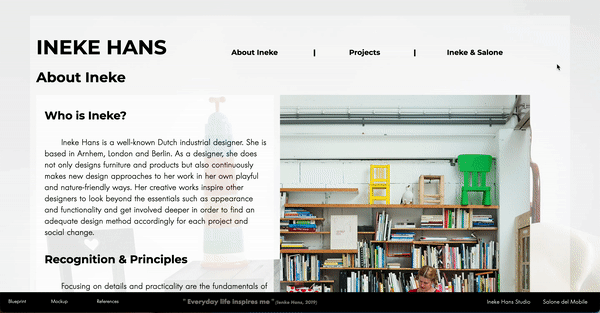 INEKE HANS
About Ineke | Projects | Ineke & Salone
About Ineke
Who is Ineke?
Ineke Hans is a well-known Dutch industrial designer. She is
based in Arnhem, London and Berlin. As a designer, she does
not only designs furniture and products but also continuously
makes new design approaches to her work in her own playful
and nature-friendly ways. Her creative works inspire other
designers to look beyond the essentials such as appearance
and functionality and get involved deeper in order to find an
adequate design method accordingly for each project and
social change.
Recognition & Principles
Focusing on details and practicality are the fundamentals of
Blueprint Mockup References " Everyday life inspires me " (Ineke Hans, 2019) Ineke Hans Studio Salone del Mobile